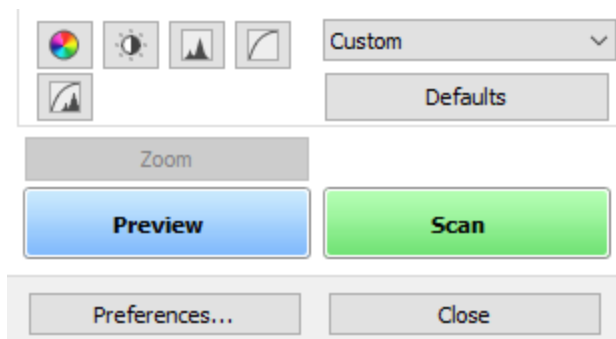 Custom
Defaults
Zoom
Preview
Scan
Preferences...
Close